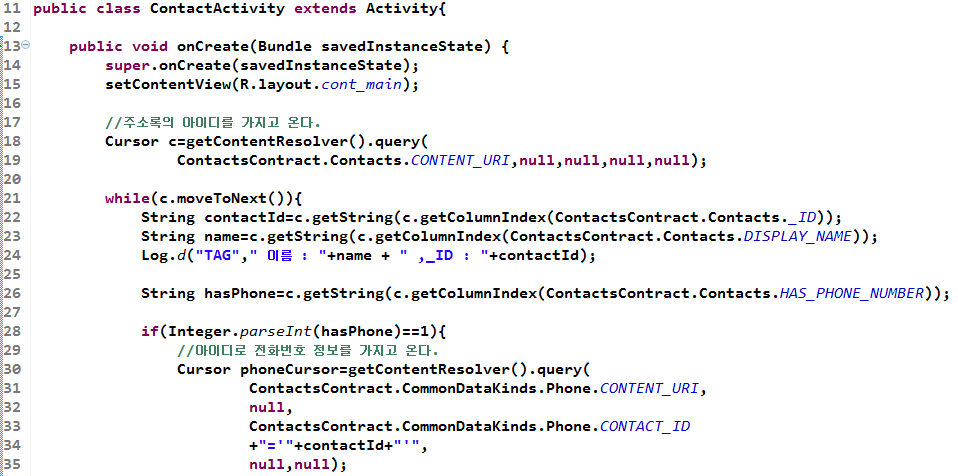 11 public class ContactActivity extends Activity{
12
13 public void onCreate(Bundle savedInstanceState) {
14 super.onCreate(savedInstanceState);
15 setContentView(R.layout.cont_main);
16
17 //주소록의 아이디를 가지고 온다.
18 Cursor c=getContentResolver().query(
19 ContactsContract.Contacts.CONTENT_URI,null,null,null,null);
20
21 while(c.moveToNext()){
22 String contactId=c.getString(c.getColumnIndex(ContactsContract.Contacts._ID));
23 String name=c.getString(c.getColumnIndex(ContactsContract.Contacts.DISPLAY_NAME));
24 Log.d("TAG"," 이름 : "+name + " ,_ID : "+contactId);
25
26 String hasPhone=c.getString(c.getColumnIndex(ContactsContract.Contacts.HAS_PHONE_NUMBER));
27
28 if(Integer.parseInt(hasPhone)==1){
29 //아이디로 전화번호 정보를 가지고 온다.
30 Cursor phoneCursor=getContentResolver().query(
31 ContactsContract.CommonDataKinds.Phone.CONTENT_URI,
32 null,
33 ContactsContract.CommonDataKinds.Phone.CONTACT_ID
34 +"='"+contactId+"'",
35 null,null);